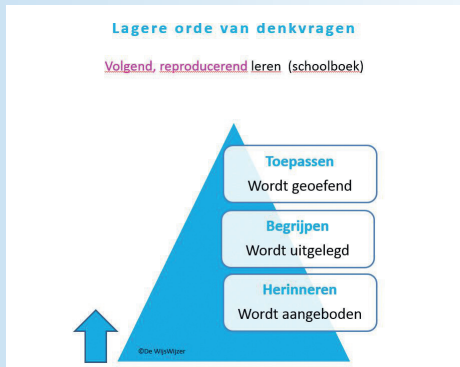 Lagere orde van denkvragen
Volgend, reproducerend leren (schoolboek)
Toepassen
Wordt geoefend
Begrijpen
Wordt uitgelegd
Herinneren
Wordt aangeboden
©De WijsWijzer